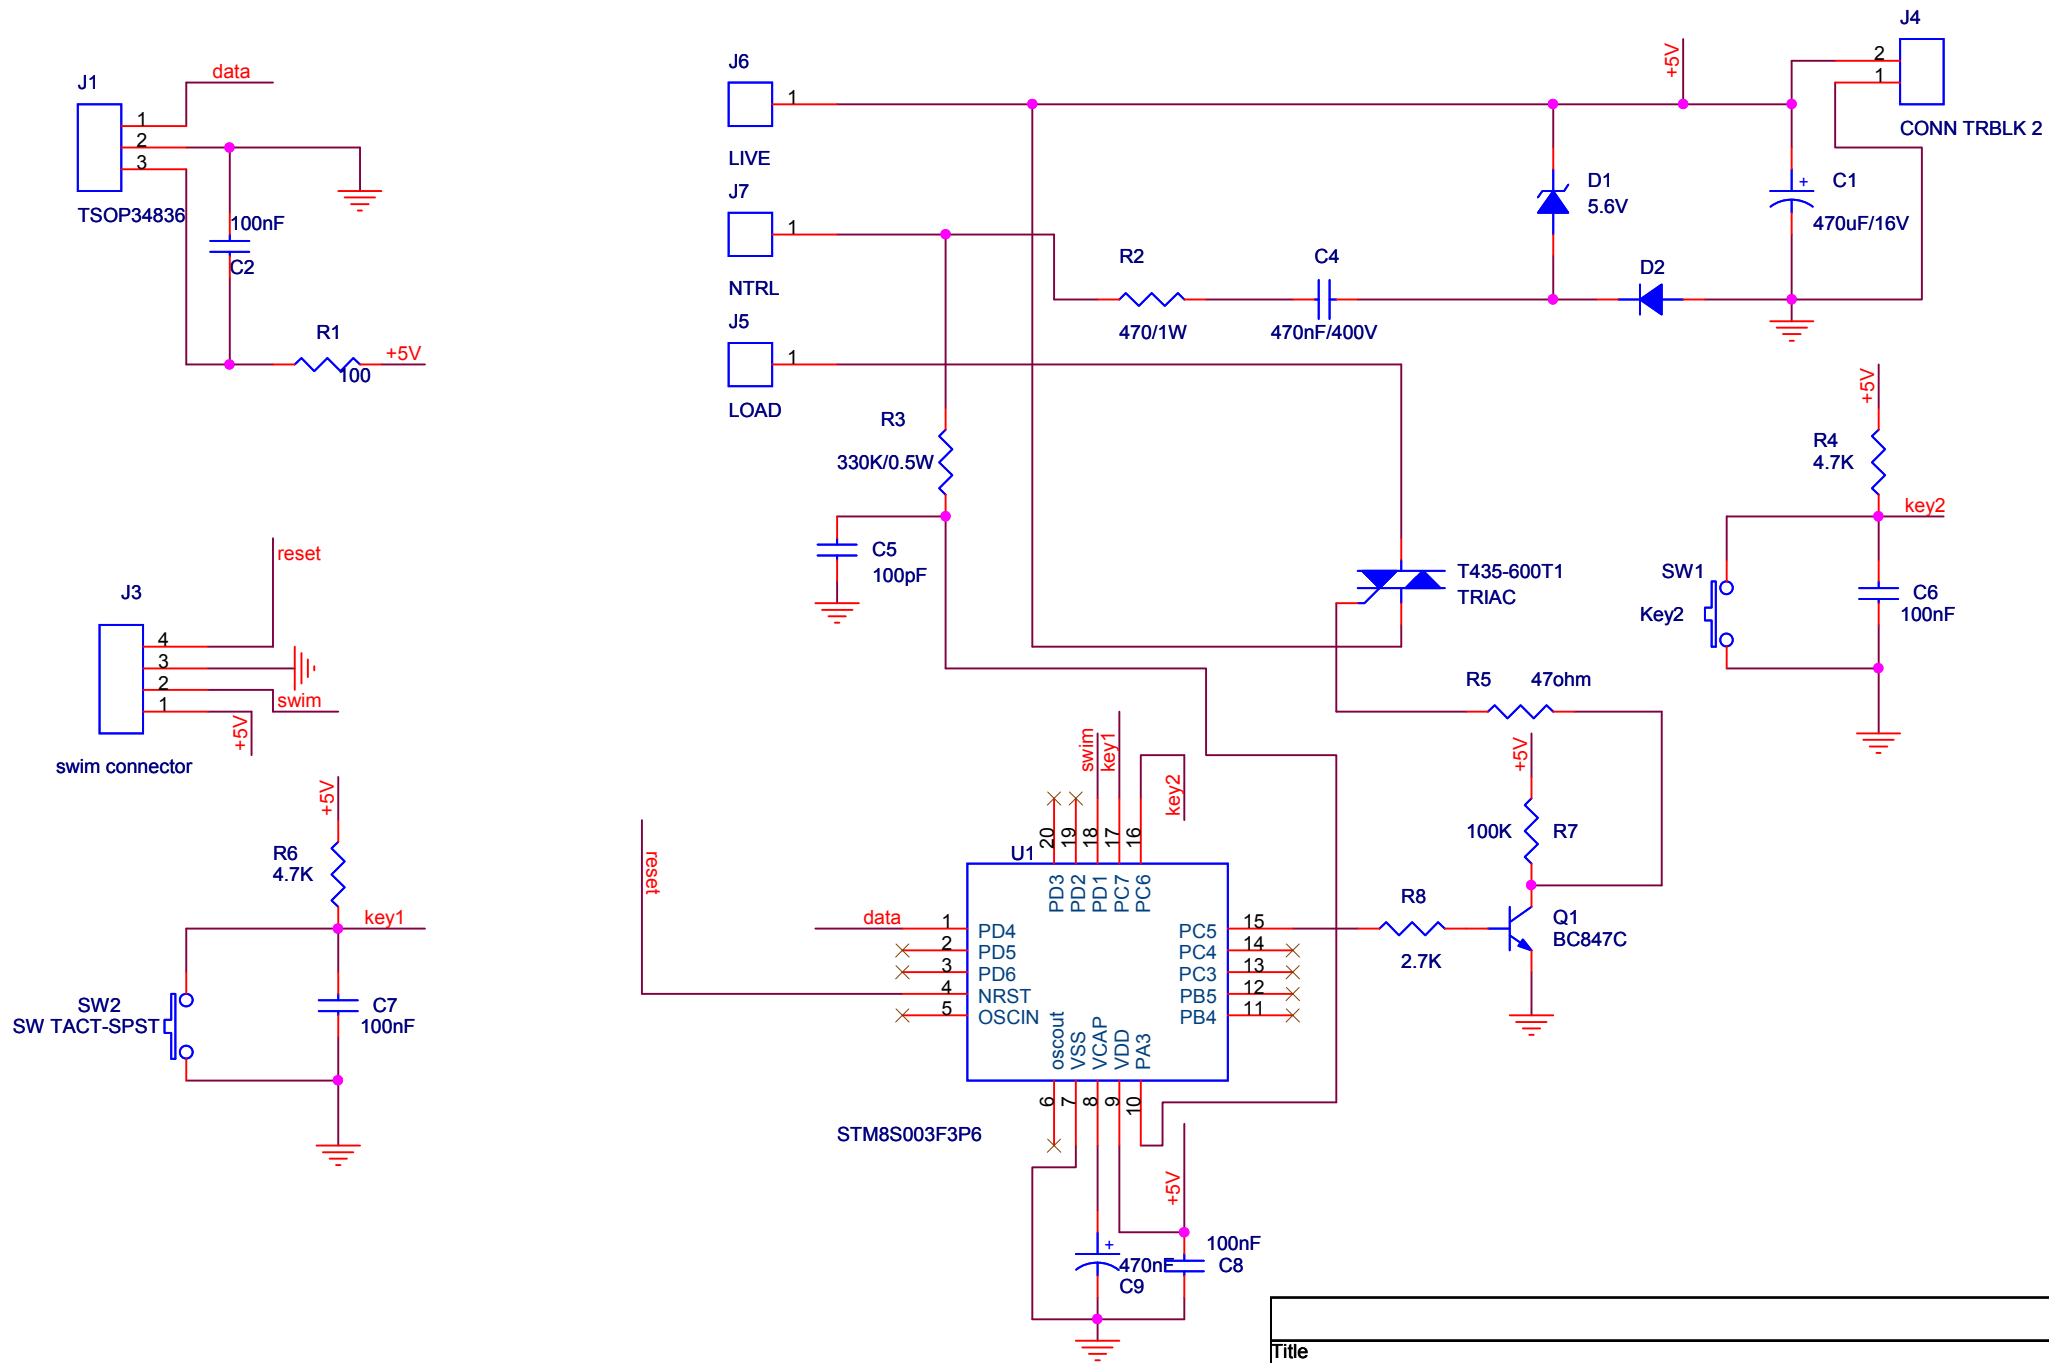 J1
data
1
2
3
TSOP34836
100nF
C2
R1
+5V
100
J6
1
LIVE
J7
1
NTRL
J5
1
LOAD
R2
470/1W
C4
470nF/400V
+5V
D1
5.6V
D2
+
C1
470uF/16V
J4
2
1
CONN TRBLK 2
R3
330K/0.5W
C5
100pF
T435-600T1
TRIAC
+5V
R4
4.7K
key2
SW1
Key2
C6
100nF
J3
reset
4
3
2
1
swim
+5V
swim connector
R5 47ohm
+5V
100K R7
R8
2.7K
Q1
BC847C
+5V
R6
4.7K
key1
SW2
SW TACT-SPST
C7
100nF
reset
data
swim
key1
key2
U1
20
19
18
17
16
PD3
PD2
PD1
PC7
PC6
1 PD4
2 PD5
3 PD6
4 NRST
5 OSCIN
PC5 15
PC4 14
PC3 13
PB5 12
PB4 11
oscout
VSS
VCAP
VDD
PA3
6
7
8
9
10
STM8S003F3P6
+5V
+
470nF
C9
100nF
C8
Title